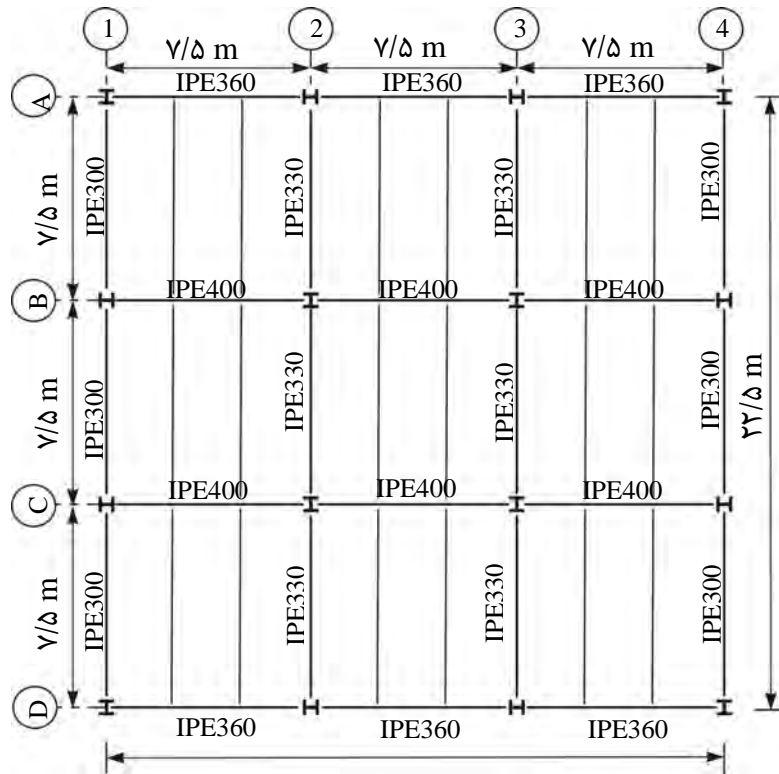 1 2 3 4
۷/۵ m ۷/۵ m ۷/۵ m
IPE360 IPE360 IPE360
A
۷/۵ m
IPE300 IPE330 IPE330 IPE300
B
IPE400 IPE400 IPE400
۷/۵ m
IPE300 IPE330 IPE330 IPE300
۲۲/۵ m
C
IPE400 IPE400 IPE400
۷/۵ m
IPE300 IPE330 IPE330 IPE300
D
IPE360 IPE360 IPE360